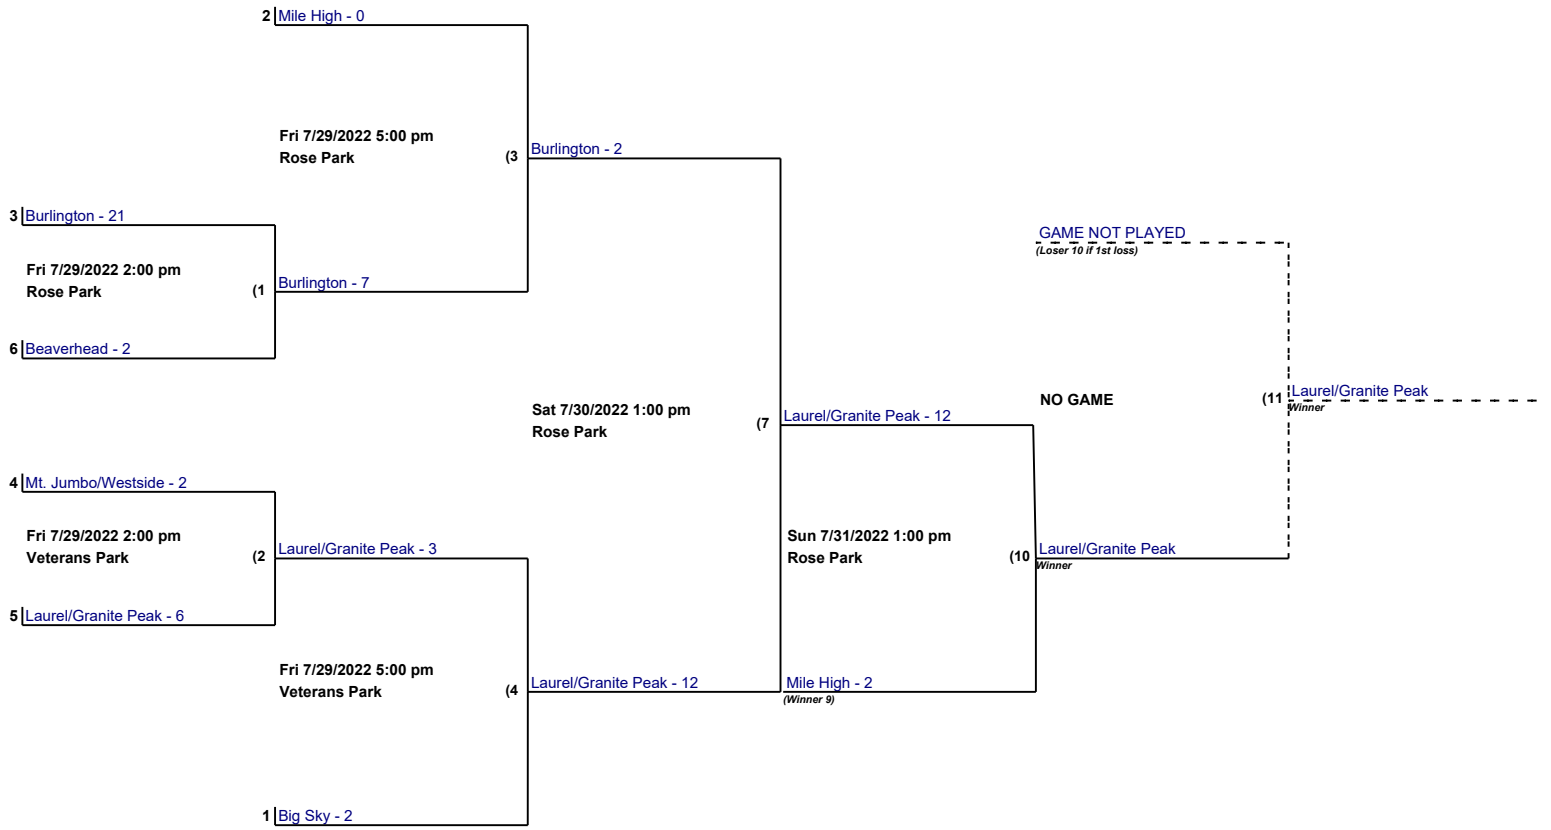 2 Mile High - 0
Fri 7/29/2022 5:00 pm
Rose Park
(3 Burlington - 2
3 Burlington - 21
Fri 7/29/2022 2:00 pm
Rose Park
(1 Burlington - 7
6 Beaverhead - 2
GAME NOT PLAYED
(Loser 10 if 1st loss)
Sat 7/30/2022 1:00 pm
Rose Park
(7 Laurel/Granite Peak - 12
NO GAME
(11 Laurel/Granite Peak
Winner
4 Mt. Jumbo/Westside - 2
Fri 7/29/2022 2:00 pm
Veterans Park
(2 Laurel/Granite Peak - 3
5 Laurel/Granite Peak - 6
Sun 7/31/2022 1:00 pm
Rose Park
(10 Laurel/Granite Peak
Winner
Fri 7/29/2022 5:00 pm
Veterans Park
(4 Laurel/Granite Peak - 12
Mile High - 2
(Winner 9)
1 Big Sky - 2